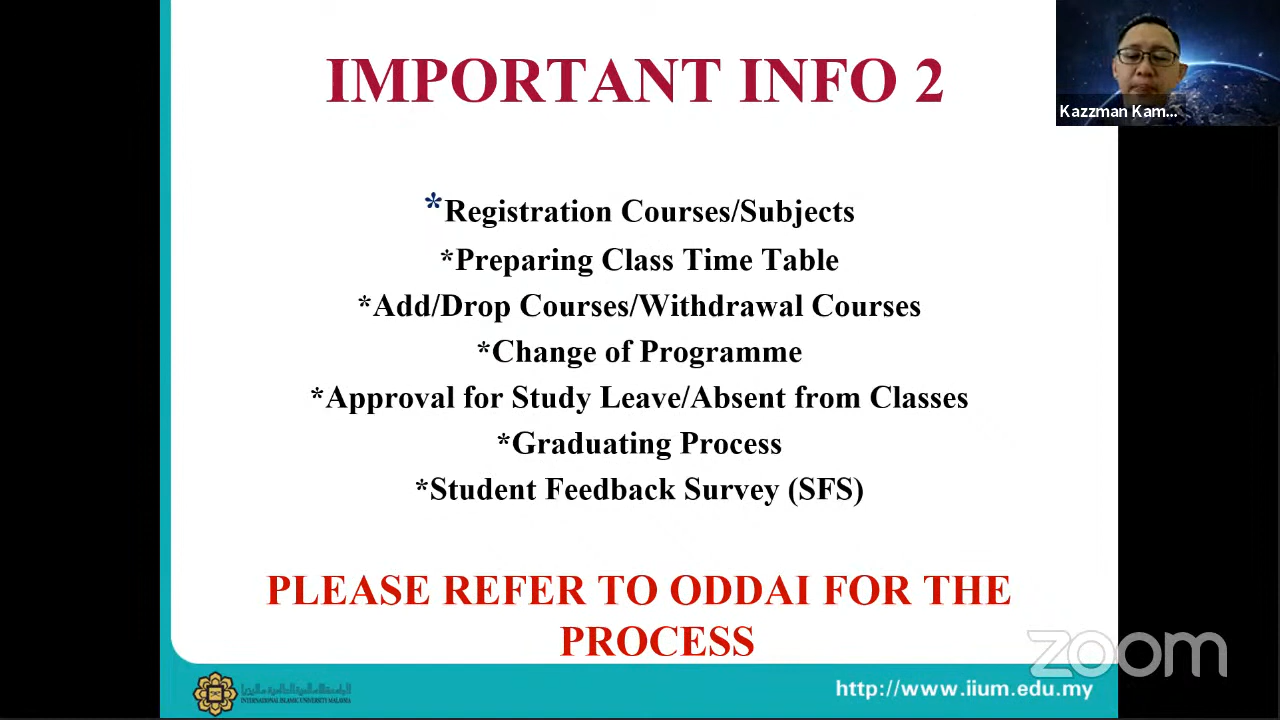 IMPORTANT INFO 2
Kazzman Kam...
*Registration Courses/Subjects
*Preparing Class Time Table
*Add/Drop Courses/Withdrawal Courses
*Change of Programme
*Approval for Study Leave/Absent from Classes
*Graduating Process
*Student Feedback Survey (SFS)
PLEASE REFER TO ODDAI FOR THE
PROCESS
zoom
INTERNATIONAL ISLAMIC UNIVERSITY MALAYSIA
http://www.iium.edu.my